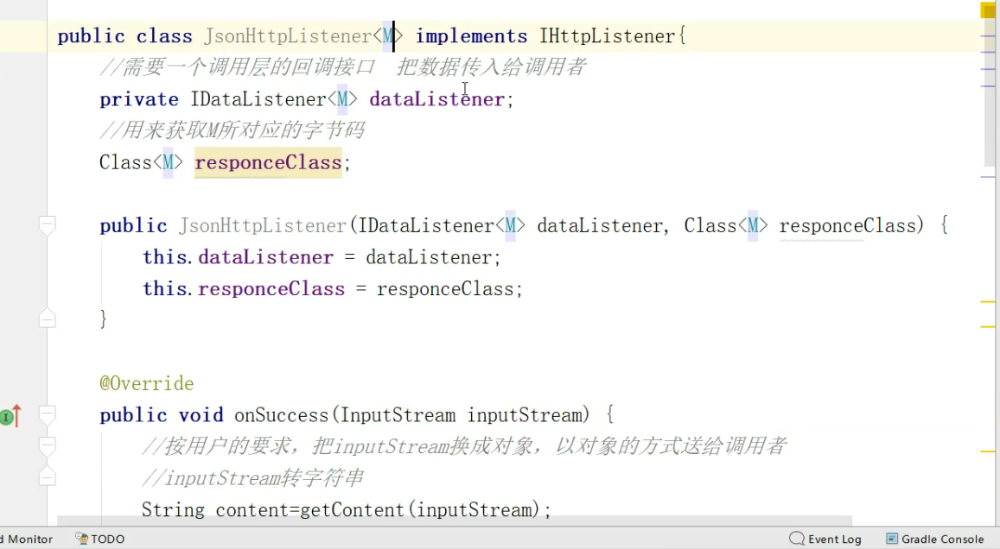 public class JsonHttpListener<M> implements IHttpListener{
//需要一个调用层的回调接口  把数据传入给调用者
private IDataListener<M> dataListener;
//用来获取M所对应的字节码
Class<M> responceClass;
public JsonHttpListener(IDataListener<M> dataListener, Class<M> responceClass) {
this.dataListener = dataListener;
this.responceClass = responceClass;
}
@Override
public void onSuccess(InputStream inputStream) {
//按用户的要求，把inputStream换成对象，以对象的方式送给调用者
//inputStream转字符串
String content=getContent(inputStream);
d Monitor TODO Event Log Gradle Console